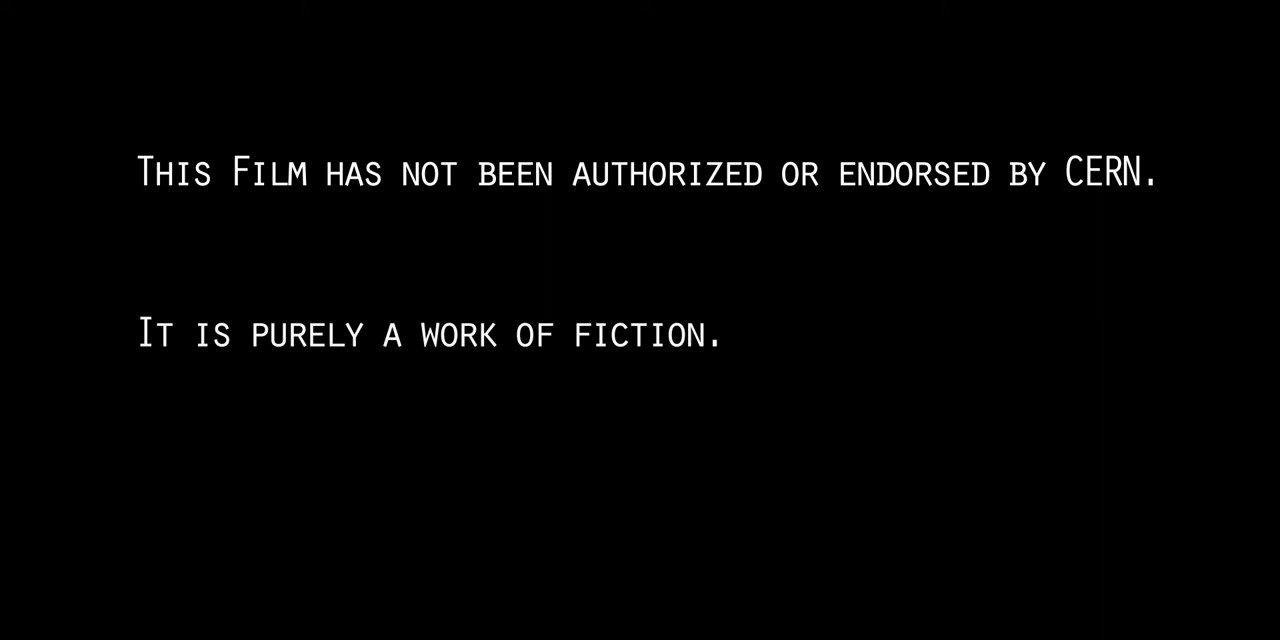 This Film has not been authorized or endorsed by CERN.
It is purely a work of fiction.